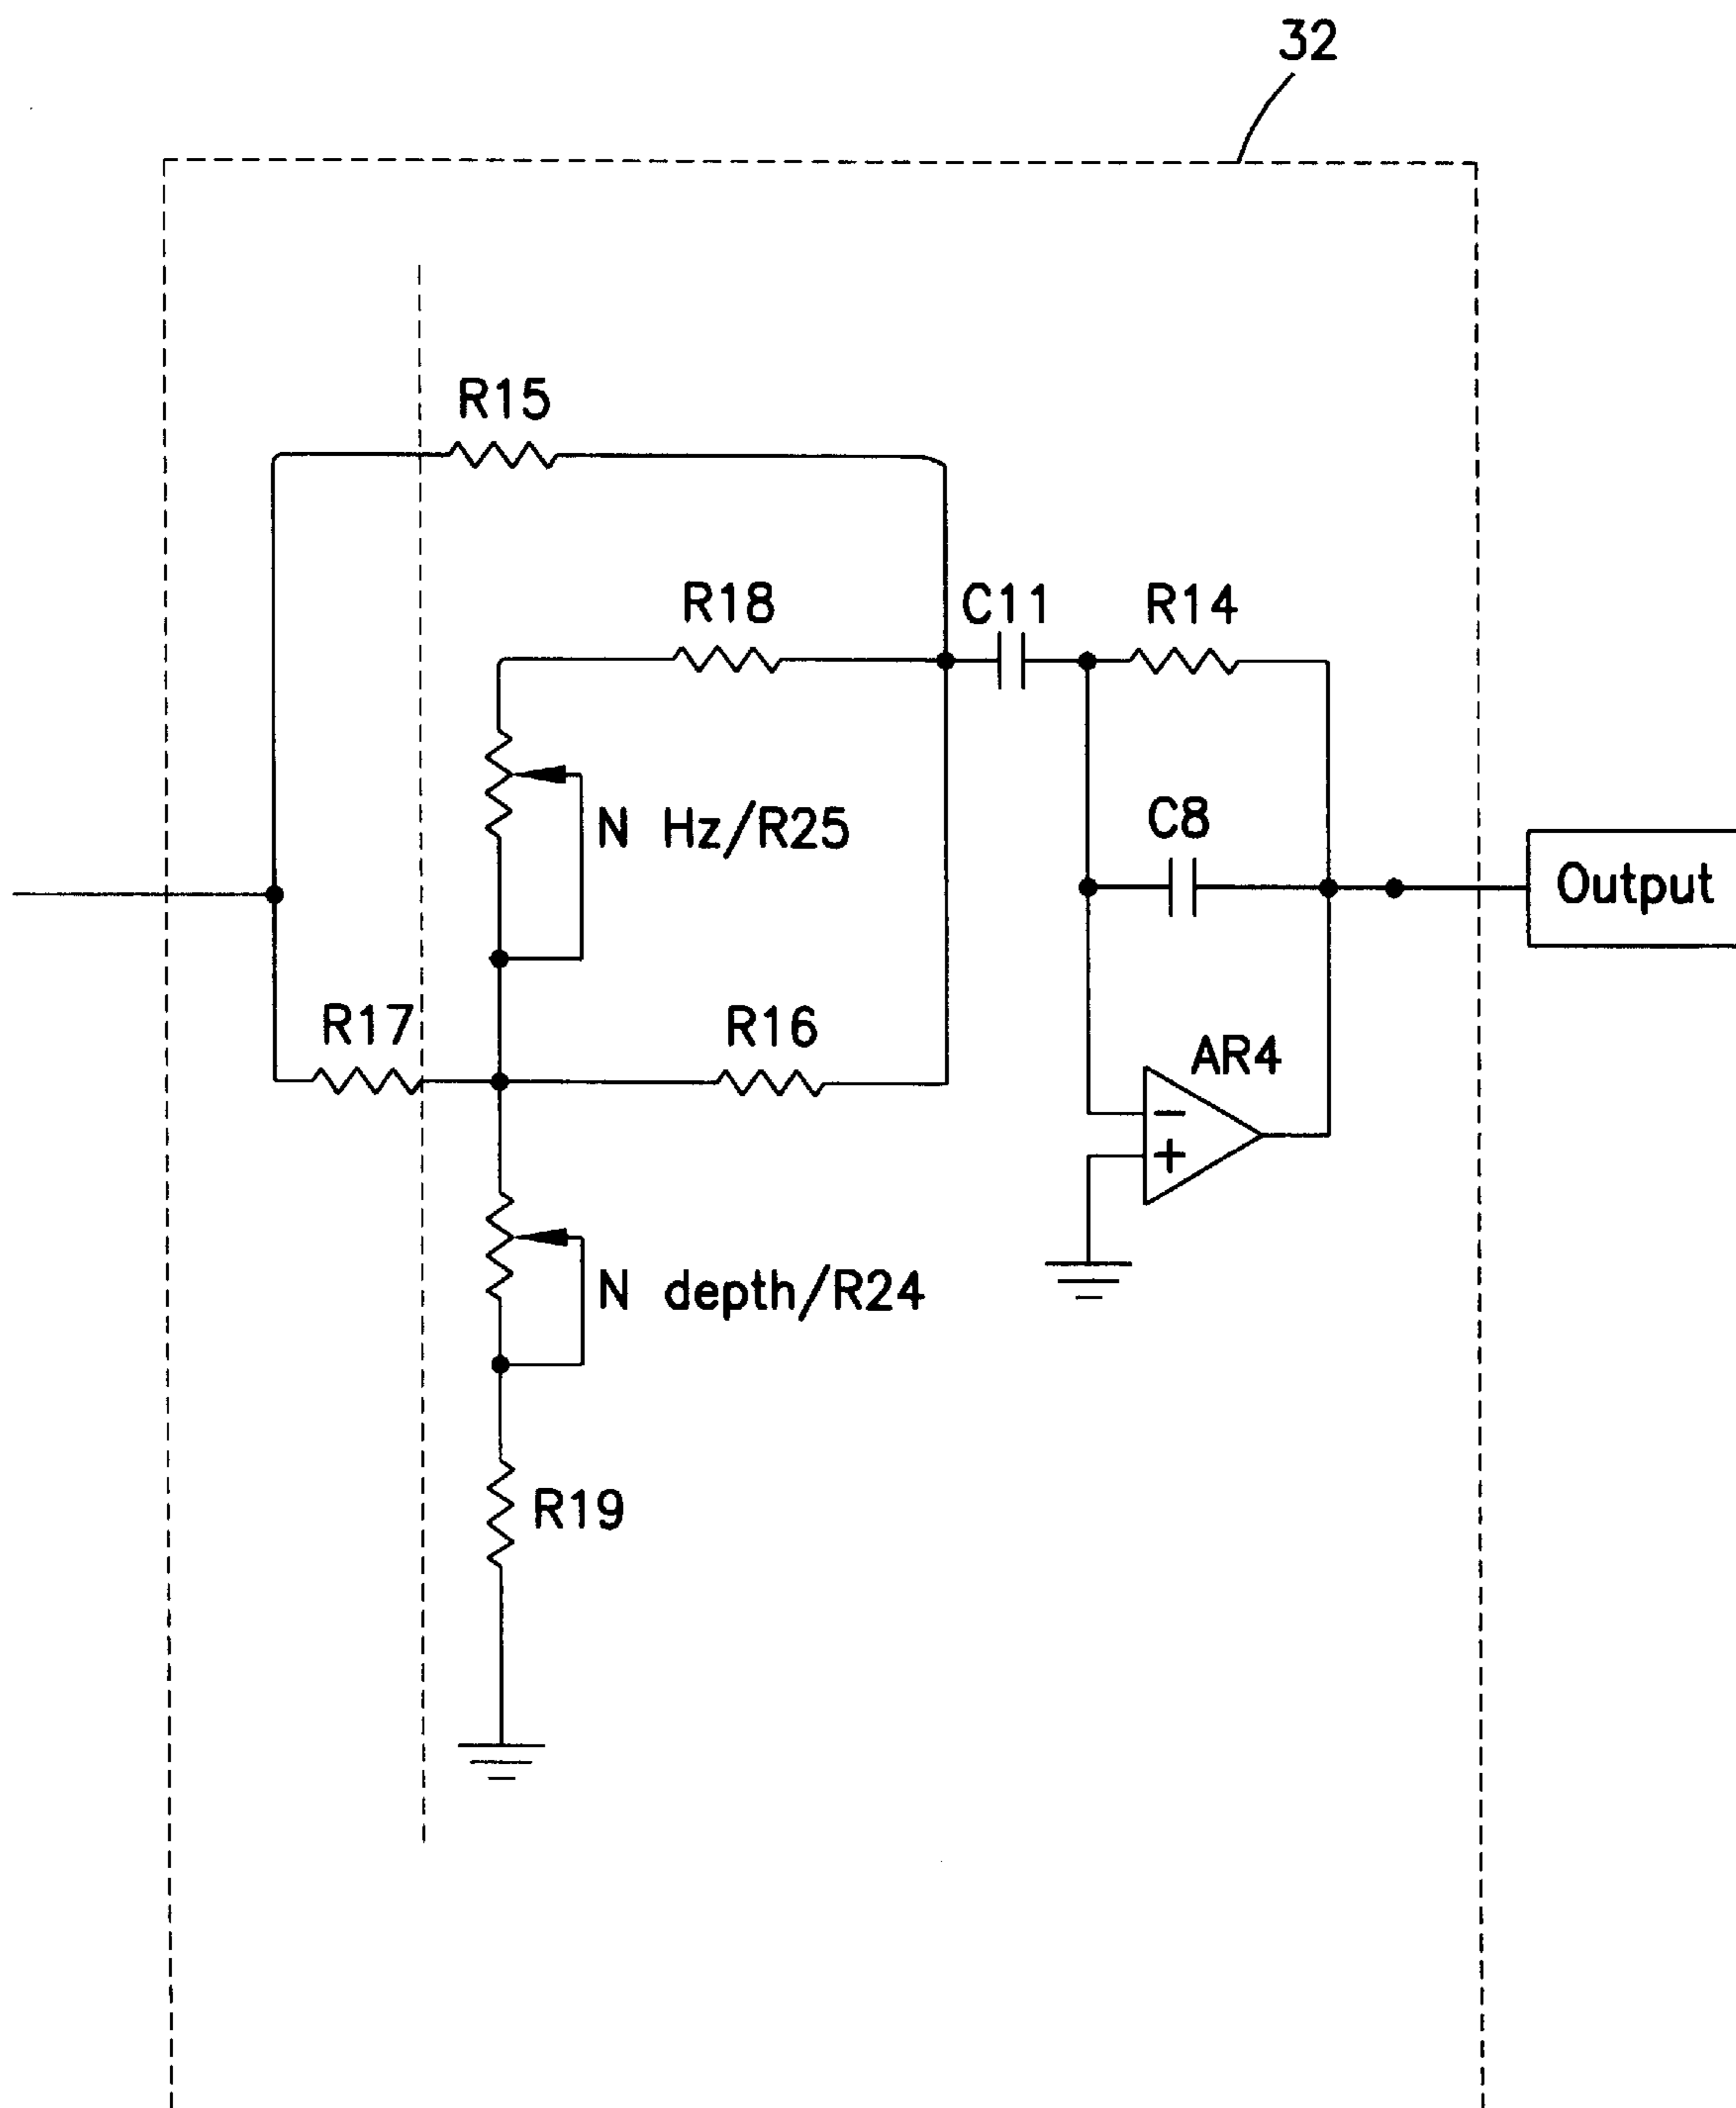 32
R15
R18
C11
R14
N Hz/R25
C8
Output
R17
R16
AR4
−
+
N depth/R24
R19